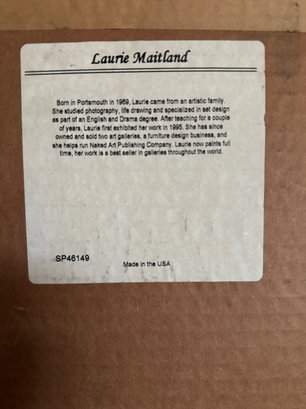 Laurie Maitland
Born in Portsmouth in 1969, Laurie came from an artistic family.
She studied photography, life drawing and specialized in set design
as part of an English and Drama degree. After teaching for a couple
of years, Laurie first exhibited her work in 1995. She has since
owned and sold two art galleries, a furniture design business, and
she helps run Naked Art Publishing Company. Laurie now paints full
time, her work is a best seller in galleries throughout the world.
SP46149
Made in the USA